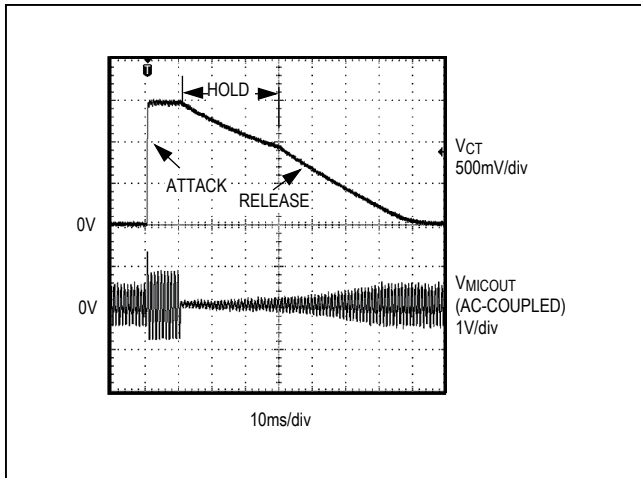 T
HOLD
ATTACK
RELEASE
0V
VCT
500mV/div
0V
VMICOUT
(AC-COUPLED)
1V/div
10ms/div